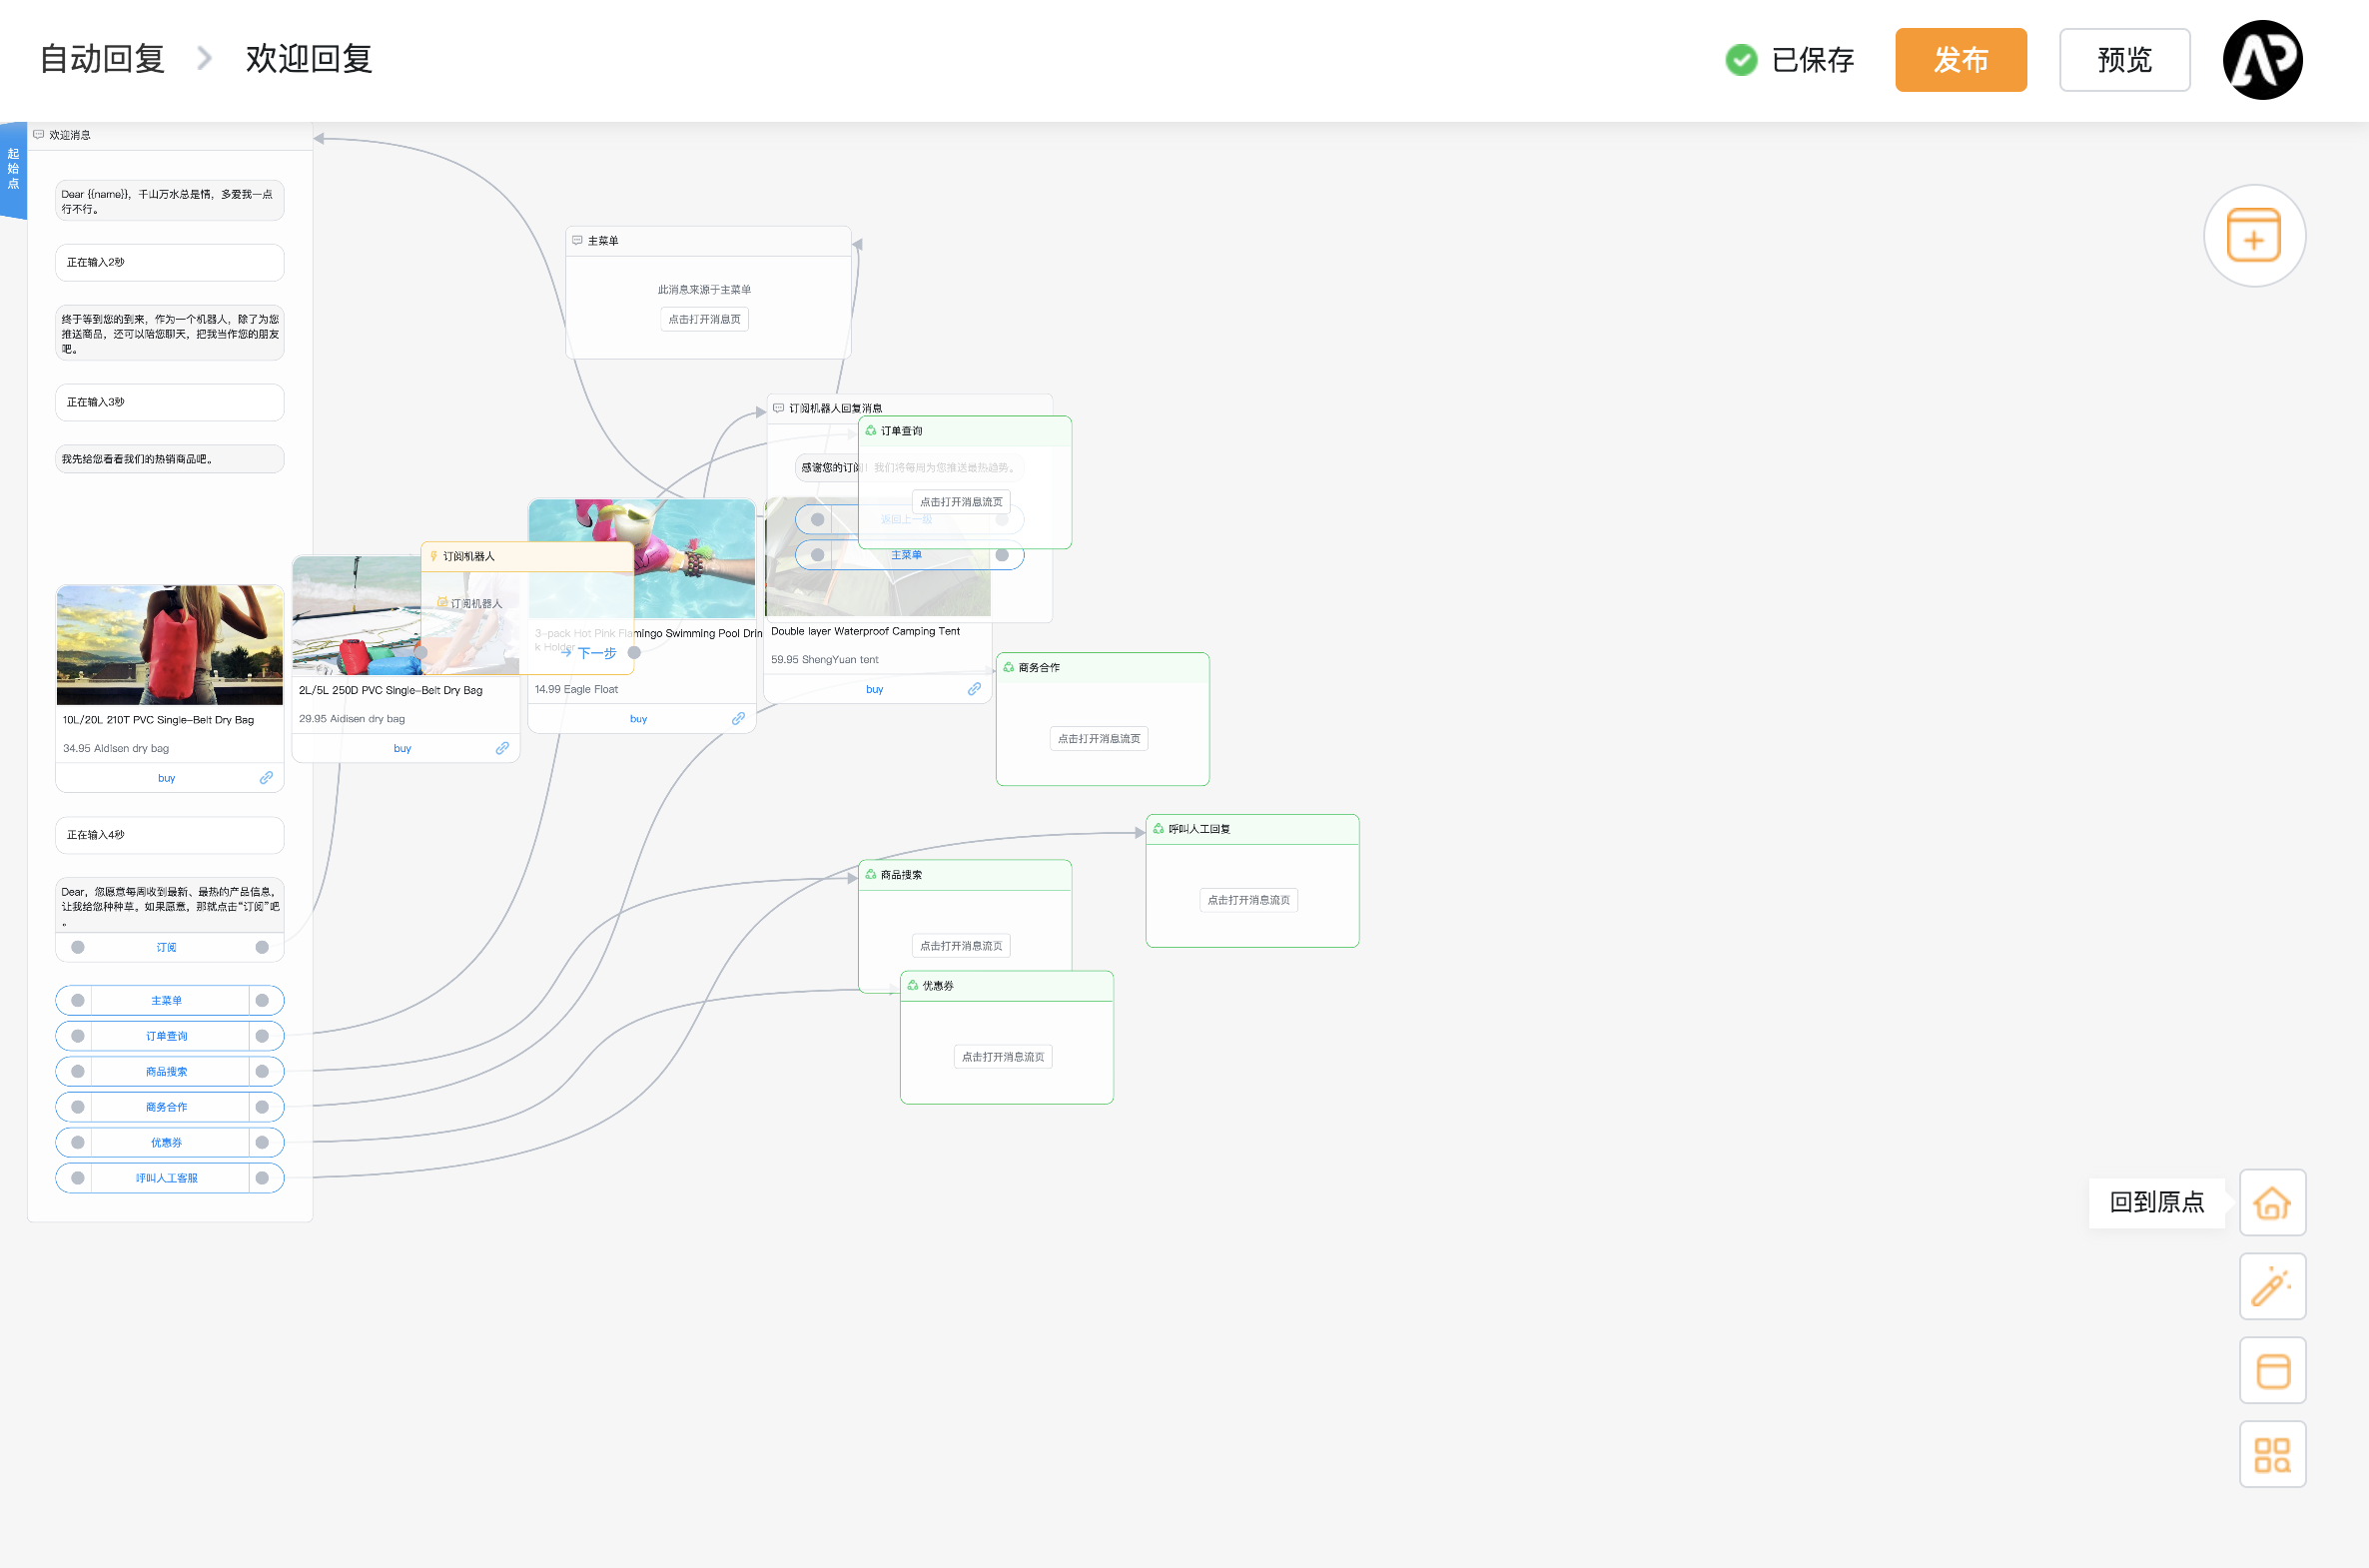 自动回复
欢迎回复
已保存
发布
预览
AP
起始点
欢迎消息
Dear {{name}}，千山万水总是情，多爱我一点
行不行。
正在输入2秒
终于等到您的到来，作为一个机器人，除了为您
推送商品，还可以陪您聊天，把我当作您的朋友
吧。
正在输入3秒
我先给您看看我们的热销商品吧。
10L/20L 210T PVC Single-Belt Dry Bag
34.95 Aidisen dry bag
buy
2L/5L 250D PVC Single-Belt Dry Bag
29.95 Aidisen dry bag
buy
3-pack Hot Pink Flamingo Swimming Pool Drin
k Holder
14.99 Eagle Float
buy
Double layer Waterproof Camping Tent
59.95 ShengYuan tent
buy
正在输入4秒
Dear，您愿意每周收到最新、最热的产品信息，
让我给您种种草。如果愿意，那就点击“订阅”吧
。
订阅
主菜单
订单查询
商品搜索
商务合作
优惠券
呼叫人工客服
主菜单
此消息来源于主菜单
点击打开消息页
订阅机器人
订阅机器人
下一步
订阅机器人回复消息
感谢您的订阅！我们将每周为您推送最热趋势。
返回上一级
主菜单
订单查询
点击打开消息流页
商务合作
点击打开消息流页
呼叫人工回复
点击打开消息流页
商品搜索
点击打开消息流页
优惠券
点击打开消息流页
回到原点